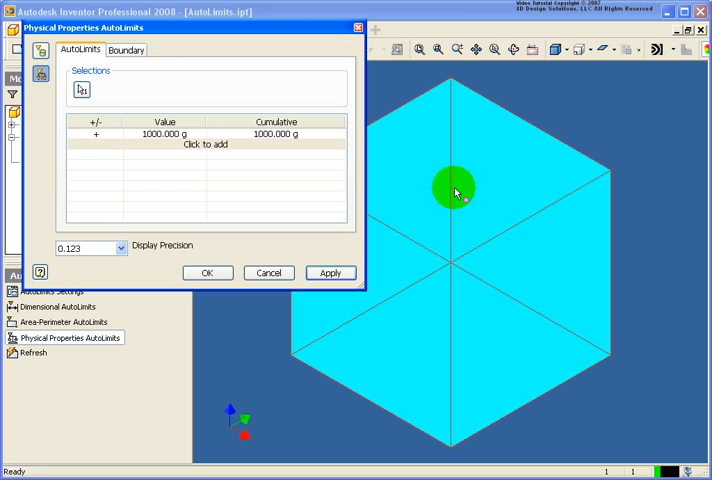 Autodesk Inventor Professional 2008 - [AutoLimits.ipt]
Video Tutorial Copyright © 2007
4D Design Solutions, LLC All Rights Reserved
Physical Properties AutoLimits
AutoLimits Boundary
Selections
+/- Value Cumulative
+ 1000.000 g 1000.000 g
Click to add
0.123 Display Precision
OK Cancel Apply
Mo
Au
AutoLimits Settings
Dimensional AutoLimits
Area-Perimeter AutoLimits
Physical Properties AutoLimits
Refresh
Ready 1 1